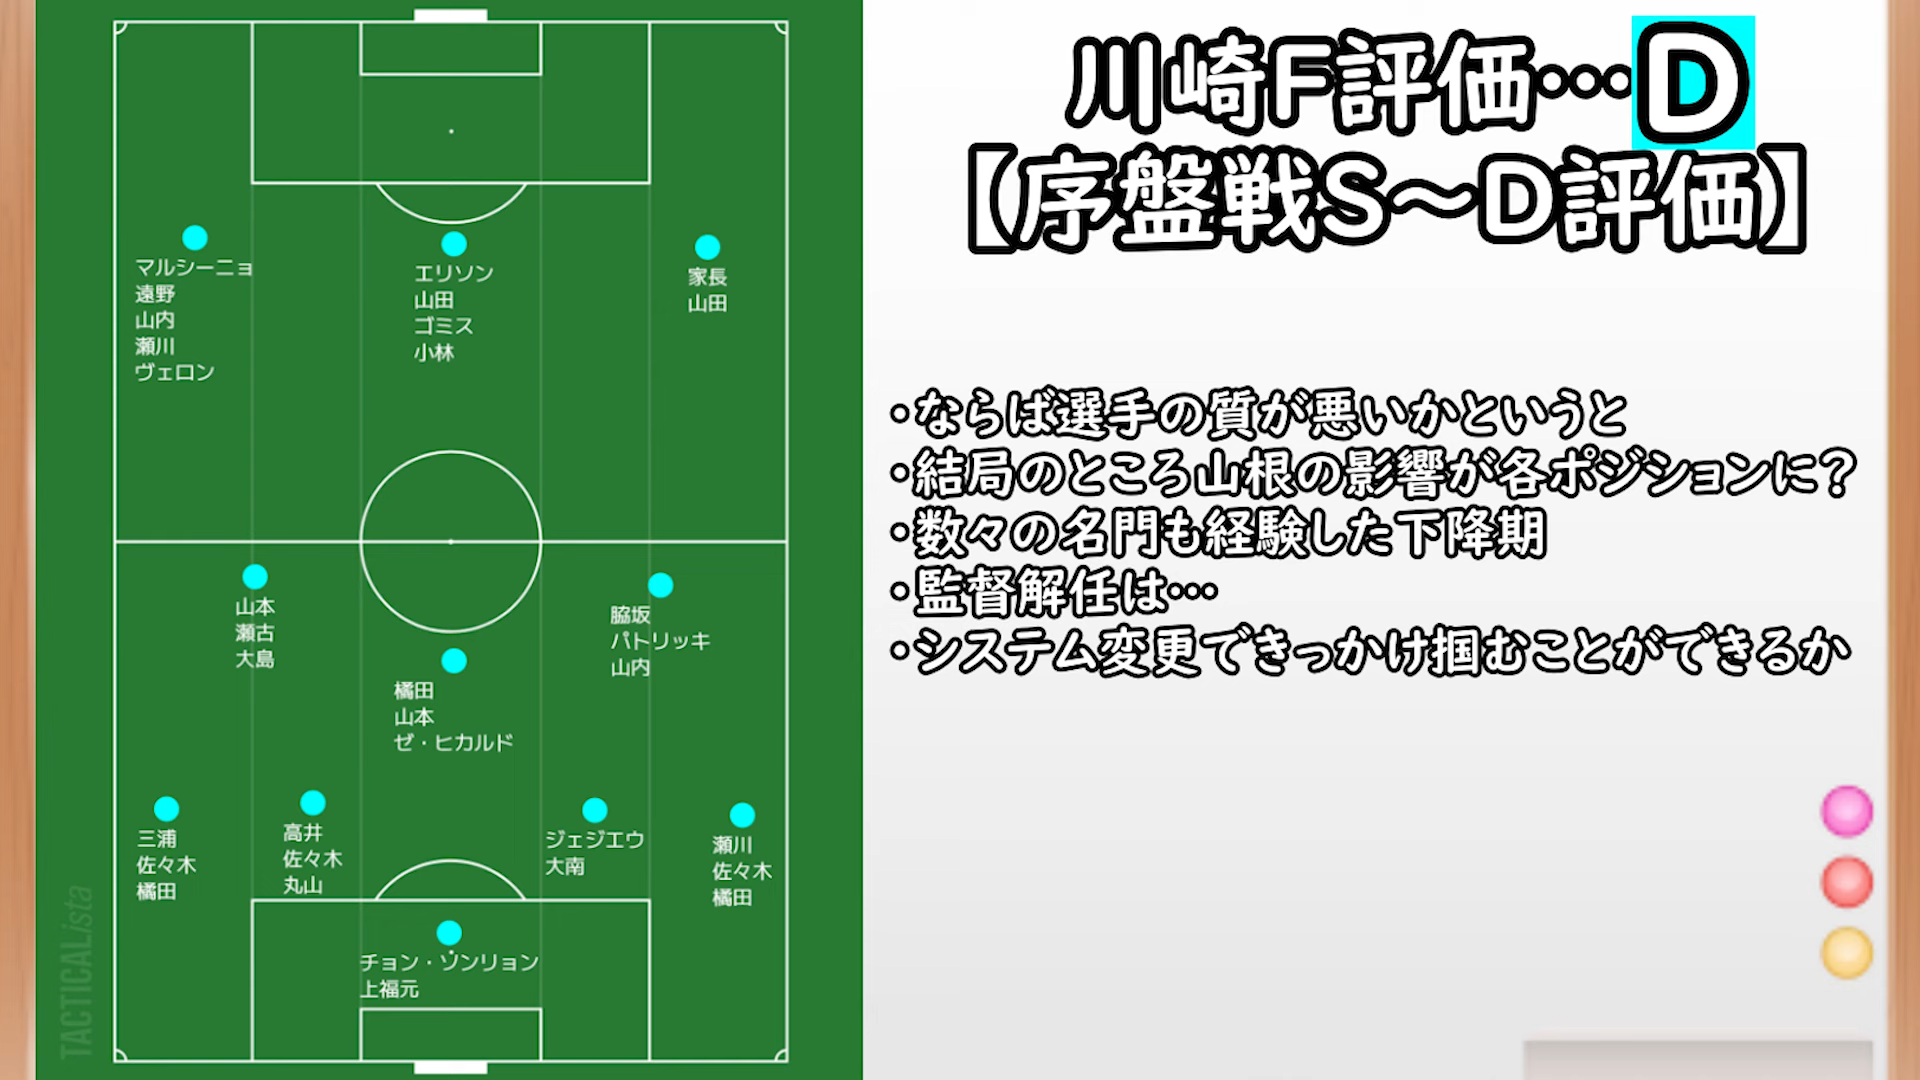 川崎F評価…D
【序盤戦S～D評価】
マルシーニョ
遠野
山内
瀬川
ヴェロン
エリソン
山田
ゴミス
小林
家長
山田
山本
瀬古
大島
脇坂
パトリッキ
山内
橘田
山本
ゼ・ヒカルド
三浦
佐々木
橘田
高井
佐々木
丸山
ジェジエウ
大南
瀬川
佐々木
橘田
チョン・ソンリョン
上福元
TACTICALista
・ならば選手の質が悪いかというと
・結局のところ山根の影響が各ポジションに？
・数々の名門も経験した下降期
・監督解任は…
・システム変更できっかけ掴むことができるか